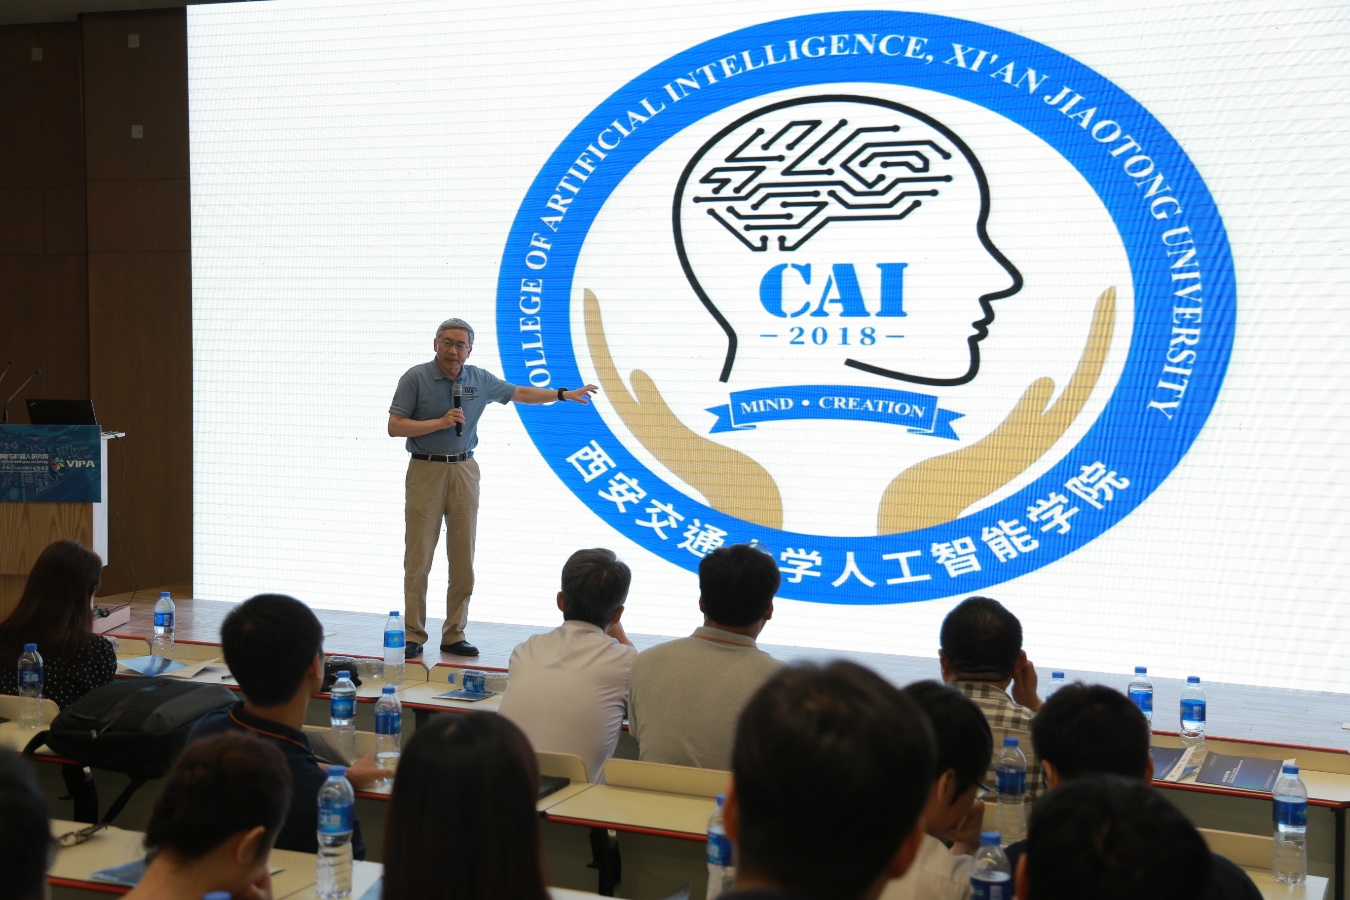 COLLEGE OF ARTIFICIAL INTELLIGENCE, XI'AN JIAOTONG UNIVERSITY
CAI
-2018-
MIND • CREATION
西安交通大学人工智能学院
VIPA